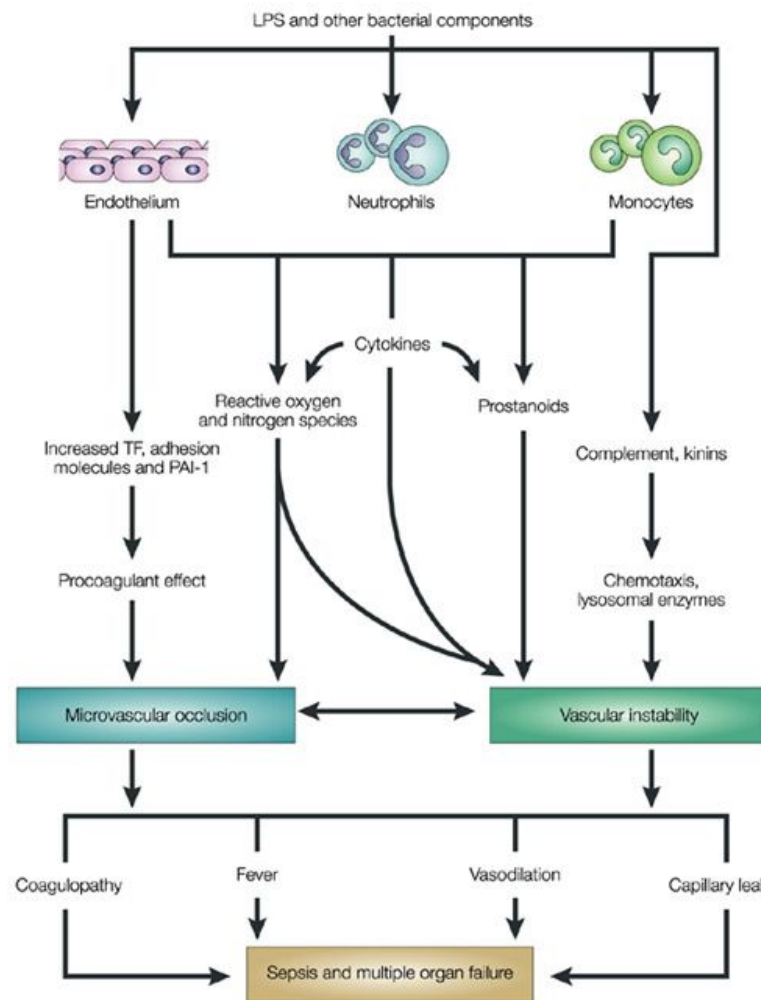 LPS and other bacterial components
Endothelium
Neutrophils
Monocytes
Cytokines
Reactive oxygen
and nitrogen species
Prostanoids
Increased TF, adhesion
molecules and PAI-1
Complement, kinins
Procoagulant effect
Chemotaxis,
lysosomal enzymes
Microvascular occlusion
Vascular instability
Coagulopathy
Fever
Vasodilation
Capillary leak
Sepsis and multiple organ failure